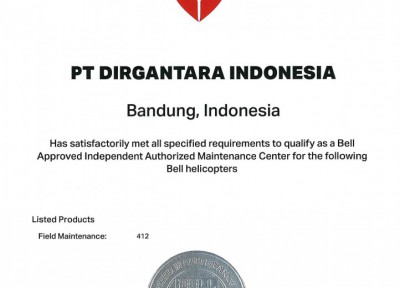 PT DIRGANTARA INDONESIA
Bandung, Indonesia
Has satisfactorily met all specified requirements to qualify as a Bell
Approved Independent Authorized Maintenance Center for the following
Bell helicopters
Listed Products
Field Maintenance: 412